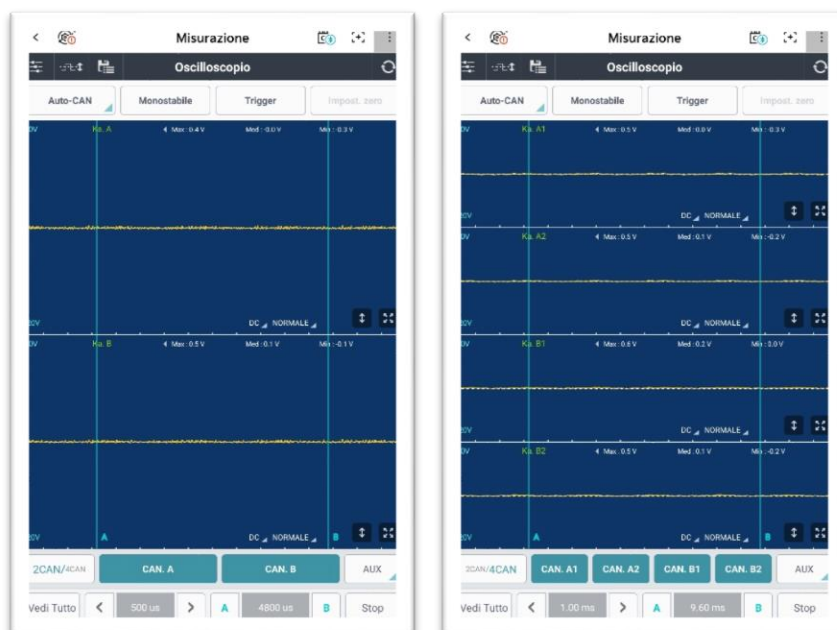 Misurazione
Oscilloscopio
Auto-CAN Monostabile Trigger Impost. zero
Ka. A Max: 0.4 V Med: -0.0 V Min: -0.3 V
DC NORMALE
20V
Ka. B Max: 0.5 V Med: 0.1 V Min: -0.1 V
A DC NORMALE B
20V
2CAN/4CAN CAN. A CAN. B AUX
Vedi Tutto 500 us A 4800 us B Stop
Misurazione
Oscilloscopio
Auto-CAN Monostabile Trigger Impost. zero
Ka. A1 Max: 0.5 V Med: 0.0 V Min: -0.3 V
DC NORMALE
Ka. A2 Max: 0.5 V Med: 0.1 V Min: -0.2 V
DC NORMALE
Ka. B1 Max: 0.6 V Med: 0.2 V Min: 0.0 V
DC NORMALE
Ka. B2 Max: 0.5 V Med: 0.1 V Min: -0.2 V
A DC NORMALE B
2CAN/4CAN CAN. A1 CAN. A2 CAN. B1 CAN. B2 AUX
Vedi Tutto 1.00 ms A 9.60 ms B Stop